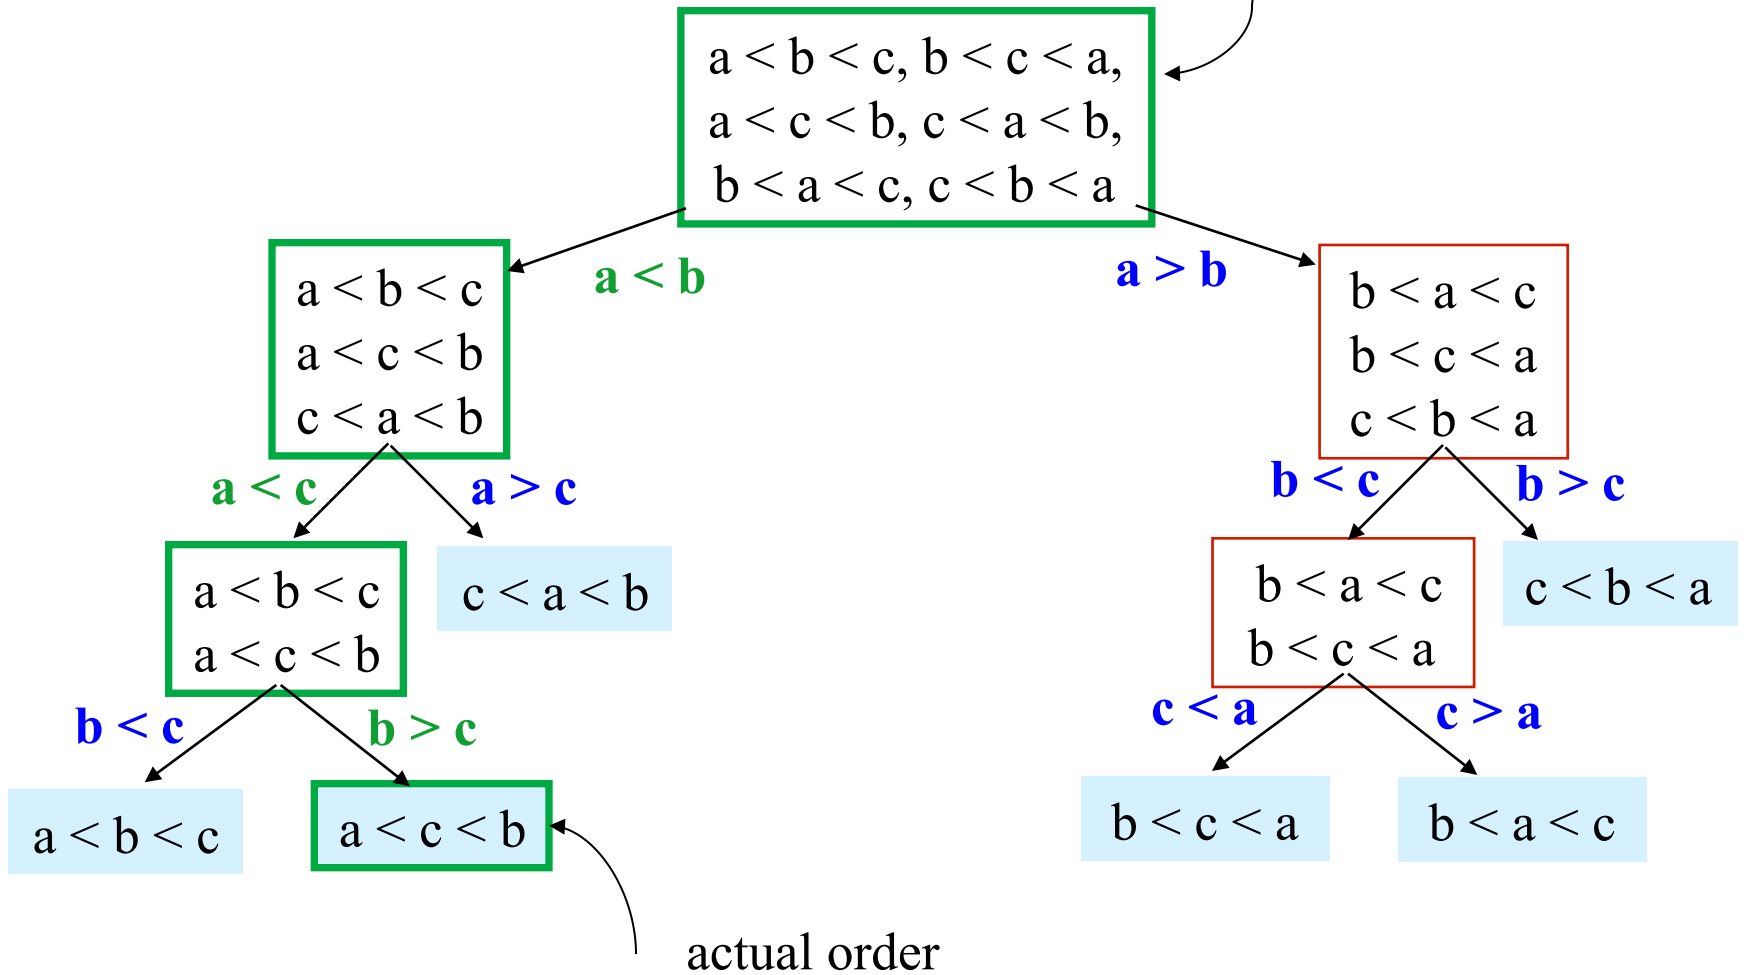 a < b < c, b < c < a,
a < c < b, c < a < b,
b < a < c, c < b < a
a < b
a > b
a < b < c
a < c < b
c < a < b
b < a < c
b < c < a
c < b < a
a < c
a > c
b < c
b > c
a < b < c
a < c < b
c < a < b
b < a < c
b < c < a
c < b < a
b < c
b > c
c < a
c > a
a < b < c
a < c < b
b < c < a
b < a < c
actual order